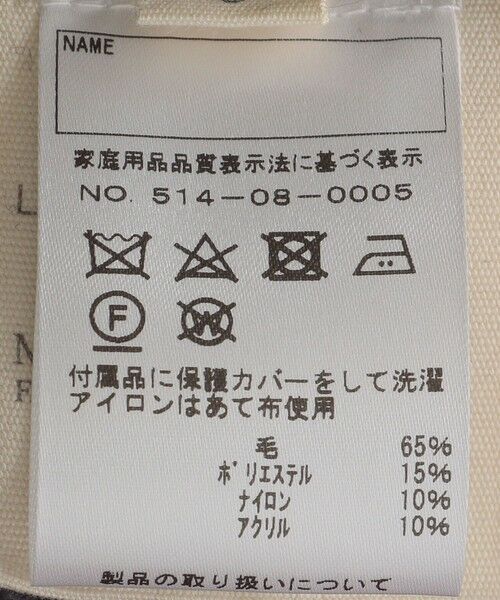 NAME
家庭用品品質表示法に基づく表示
NO. 514-08-0005
F W
付属品に保護カバーをして洗濯
アイロンはあて布使用
毛 65%
ポリエステル 15%
ナイロン 10%
アクリル 10%
製品の取り扱いについて